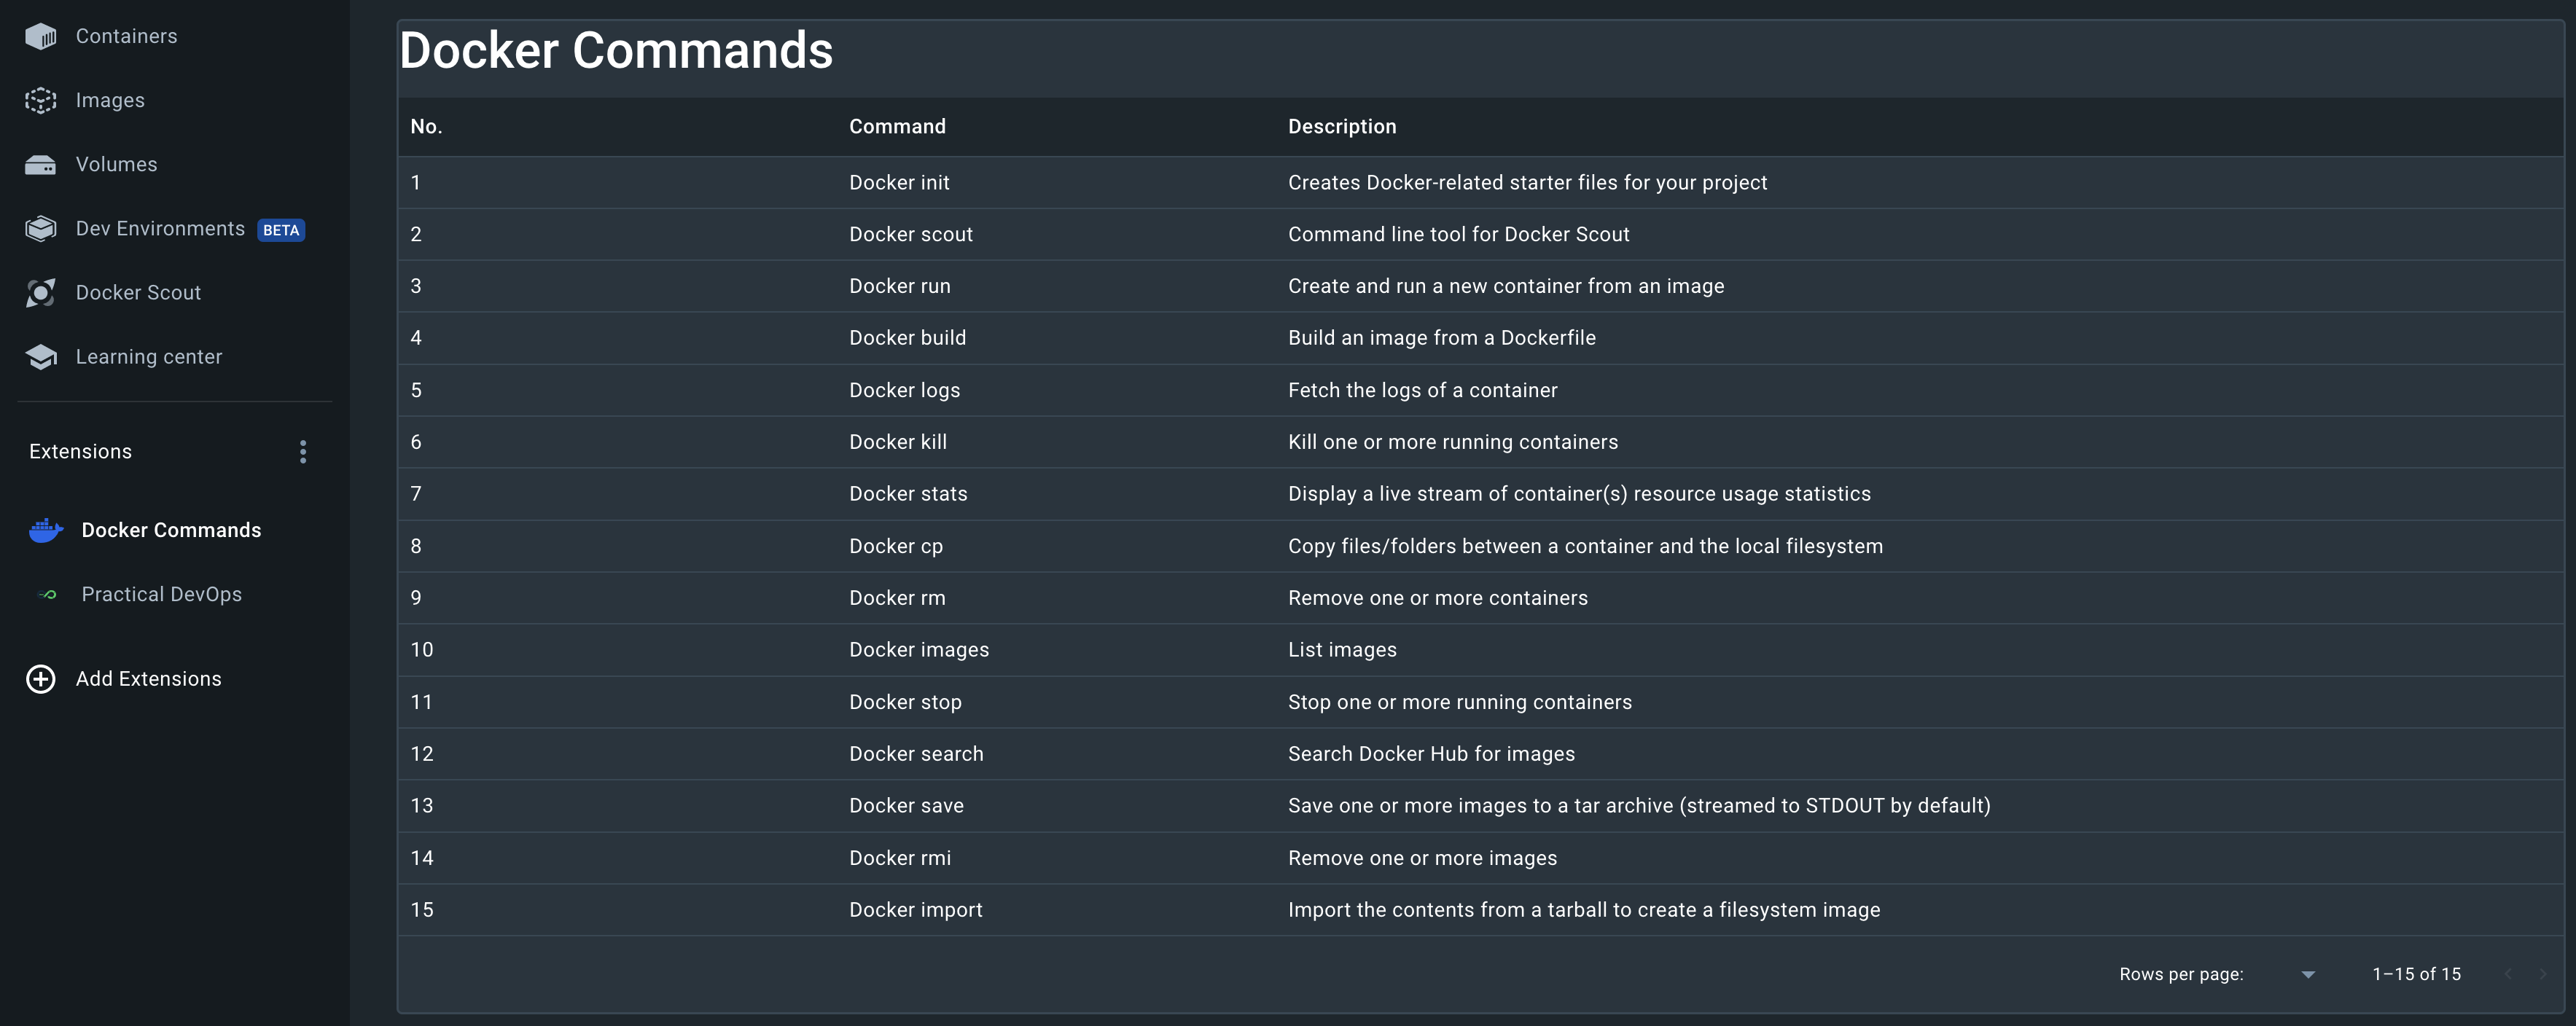 Containers
Images
Volumes
Dev Environments BETA
Docker Scout
Learning center
Extensions
Docker Commands
Practical DevOps
Add Extensions
Docker Commands
No. Command Description
1 Docker init Creates Docker-related starter files for your project
2 Docker scout Command line tool for Docker Scout
3 Docker run Create and run a new container from an image
4 Docker build Build an image from a Dockerfile
5 Docker logs Fetch the logs of a container
6 Docker kill Kill one or more running containers
7 Docker stats Display a live stream of container(s) resource usage statistics
8 Docker cp Copy files/folders between a container and the local filesystem
9 Docker rm Remove one or more containers
10 Docker images List images
11 Docker stop Stop one or more running containers
12 Docker search Search Docker Hub for images
13 Docker save Save one or more images to a tar archive (streamed to STDOUT by default)
14 Docker rmi Remove one or more images
15 Docker import Import the contents from a tarball to create a filesystem image
Rows per page: 1–15 of 15